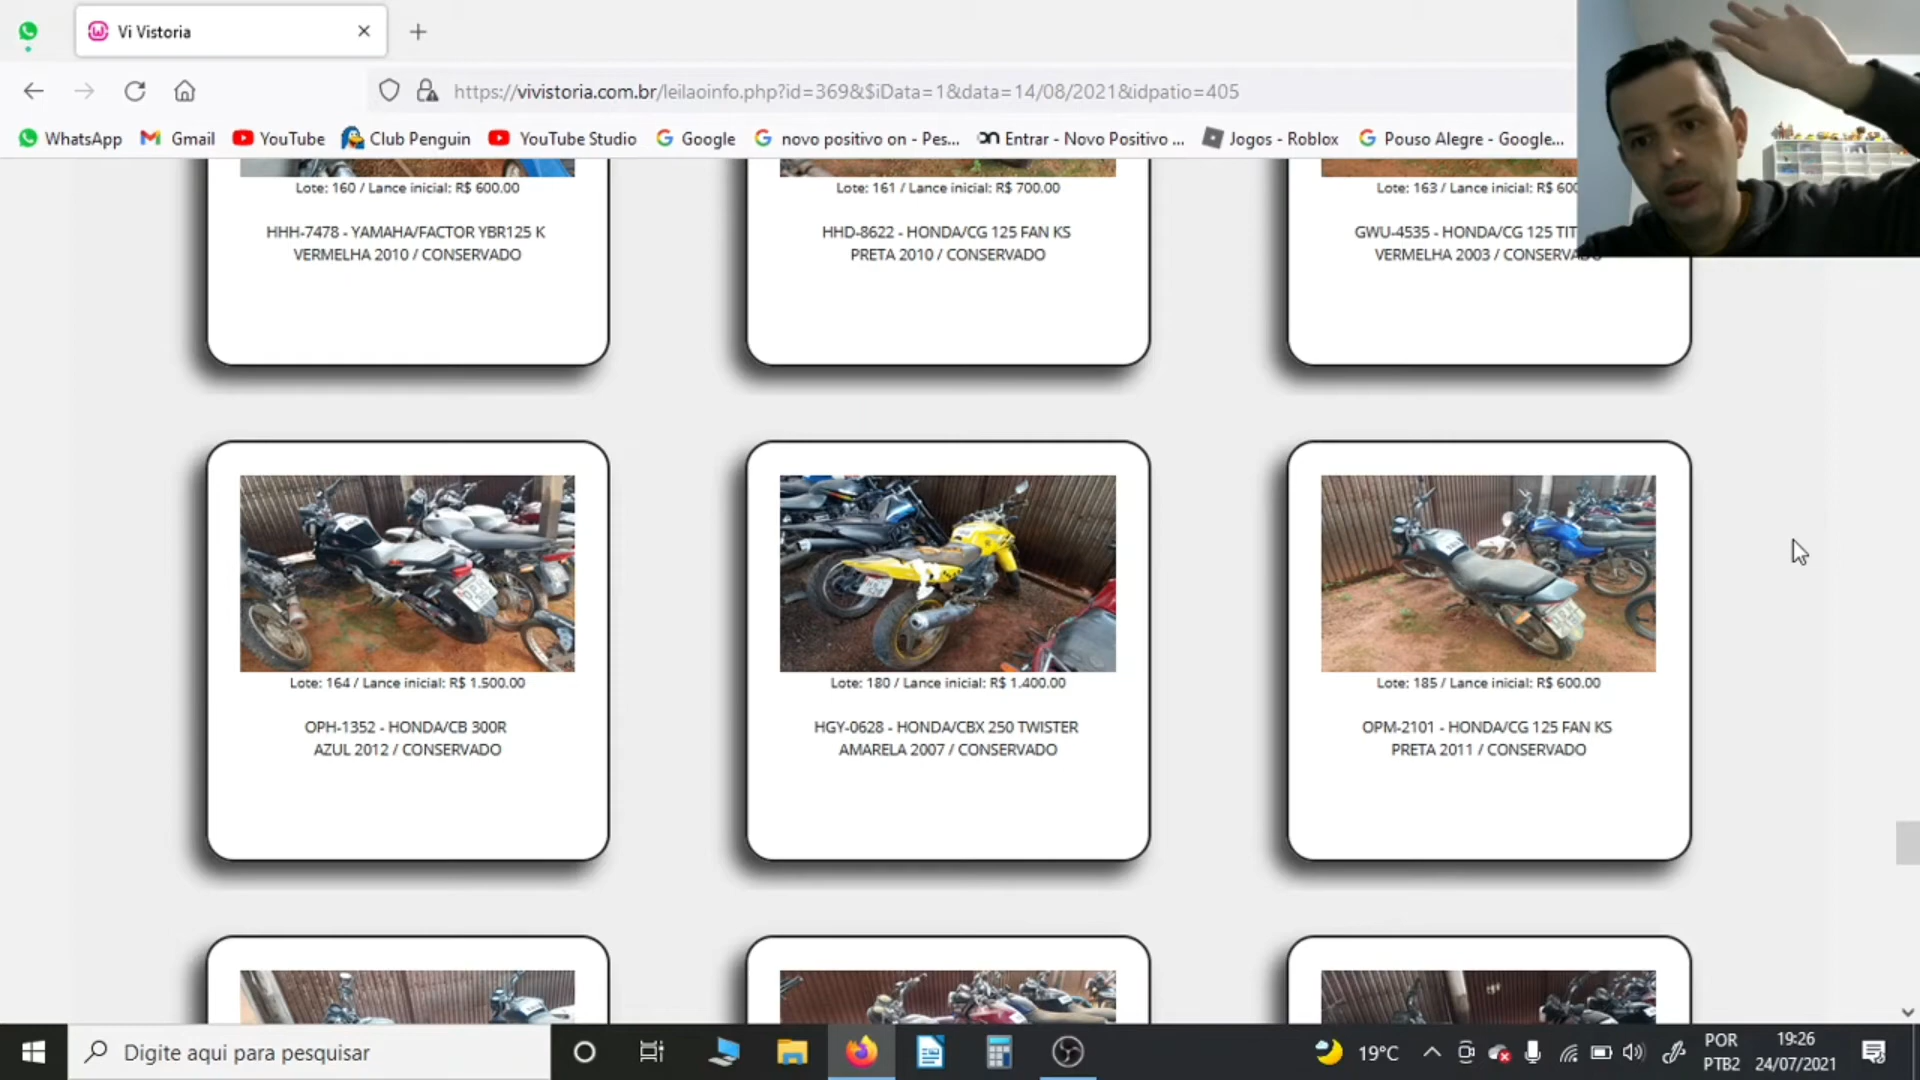 Vi Vistoria
https://vivistoria.com.br/leilaoinfo.php?id=369&$iData=1&data=14/08/2021&idpatio=405
WhatsApp Gmail YouTube Club Penguin YouTube Studio Google novo positivo on - Pes... Entrar - Novo Positivo ... Jogos - Roblox Pouso Alegre - Google...
Lote: 160 / Lance inicial: R$ 600.00
HHH-7478 - YAMAHA/FACTOR YBR125 K
VERMELHA 2010 / CONSERVADO
Lote: 161 / Lance inicial: R$ 700.00
HHD-8622 - HONDA/CG 125 FAN KS
PRETA 2010 / CONSERVADO
Lote: 163 / Lance inicial: R$ 600
GWU-4535 - HONDA/CG 125 TIT
VERMELHA 2003 / CONSERVADO
Lote: 164 / Lance inicial: R$ 1.500.00
OPH-1352 - HONDA/CB 300R
AZUL 2012 / CONSERVADO
Lote: 180 / Lance inicial: R$ 1.400.00
HGY-0628 - HONDA/CBX 250 TWISTER
AMARELA 2007 / CONSERVADO
Lote: 185 / Lance inicial: R$ 600.00
OPM-2101 - HONDA/CG 125 FAN KS
PRETA 2011 / CONSERVADO
Digite aqui para pesquisar
19°C
POR
PTB2
19:26
24/07/2021